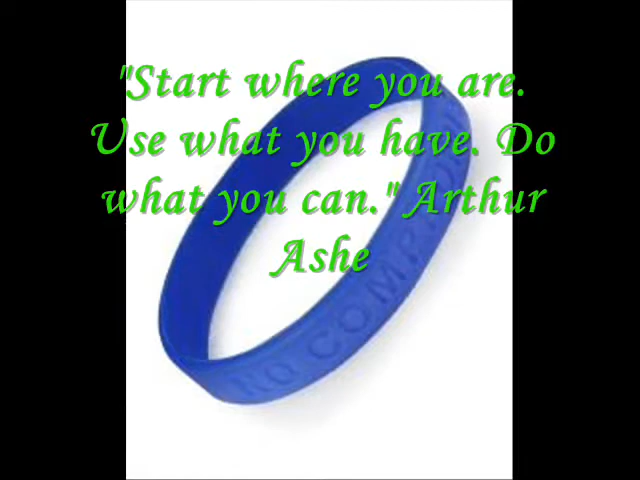 "Start where you are.
Use what you have. Do
what you can." Arthur
Ashe